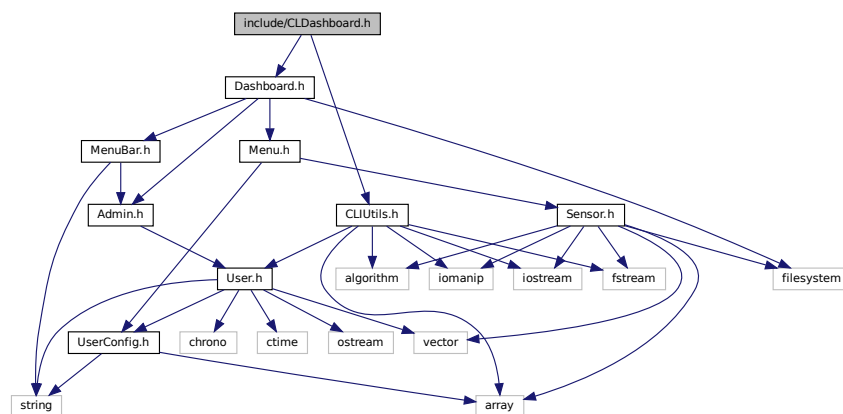 include/CLDashboard.h
Dashboard.h
MenuBar.h
Menu.h
Admin.h
CLIUtils.h
Sensor.h
User.h
algorithm
iomanip
iostream
fstream
filesystem
UserConfig.h
chrono
ctime
ostream
vector
string
array